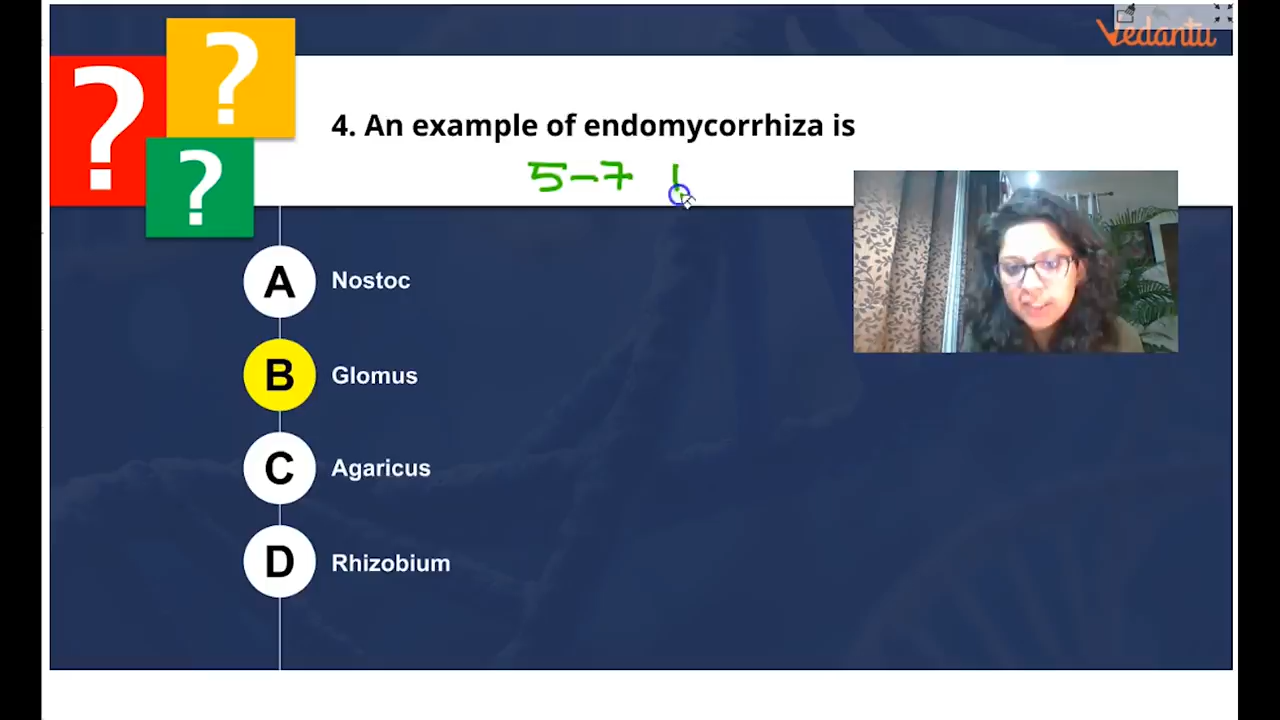 Vedantu
? ? ?
4. An example of endomycorrhiza is
5-7
A Nostoc
B Glomus
C Agaricus
D Rhizobium